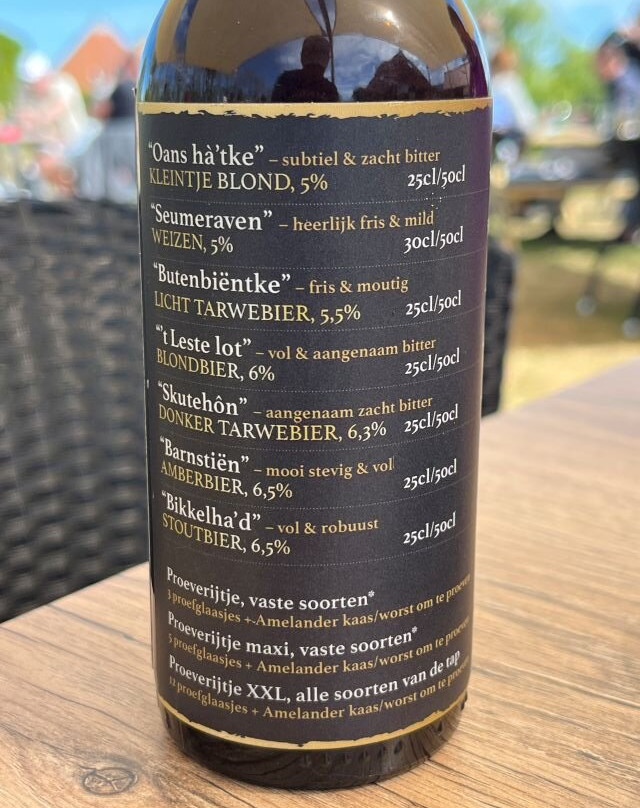 “Oans hà’tke” – subtiel & zacht bitter
KLEINTJE BLOND, 5% 25cl/50cl
“Seumeraven” – heerlijk fris & mild
WEIZEN, 5% 30cl/50cl
“Butenbiëntke” – fris & moutig
LICHT TARWEBIER, 5,5% 25cl/50cl
“’t Leste lot” – vol & aangenaam bitter
BLONDBIER, 6% 25cl/50cl
“Skutehôn” – aangenaam zacht bitter
DONKER TARWEBIER, 6,3% 25cl/50cl
“Barnstiën” – mooi stevig & vol
AMBERBIER, 6,5% 25cl/50cl
“Bikkelha’d” – vol & robuust
STOUTBIER, 6,5% 25cl/50cl
Proeverijtje, vaste soorten*
3 proefglaasjes + Amelander kaas/worst om te proeven
Proeverijtje maxi, vaste soorten*
5 proefglaasjes + Amelander kaas/worst om te proeven
Proeverijtje XXL, alle soorten van de tap
12 proefglaasjes + Amelander kaas/worst om te proeven